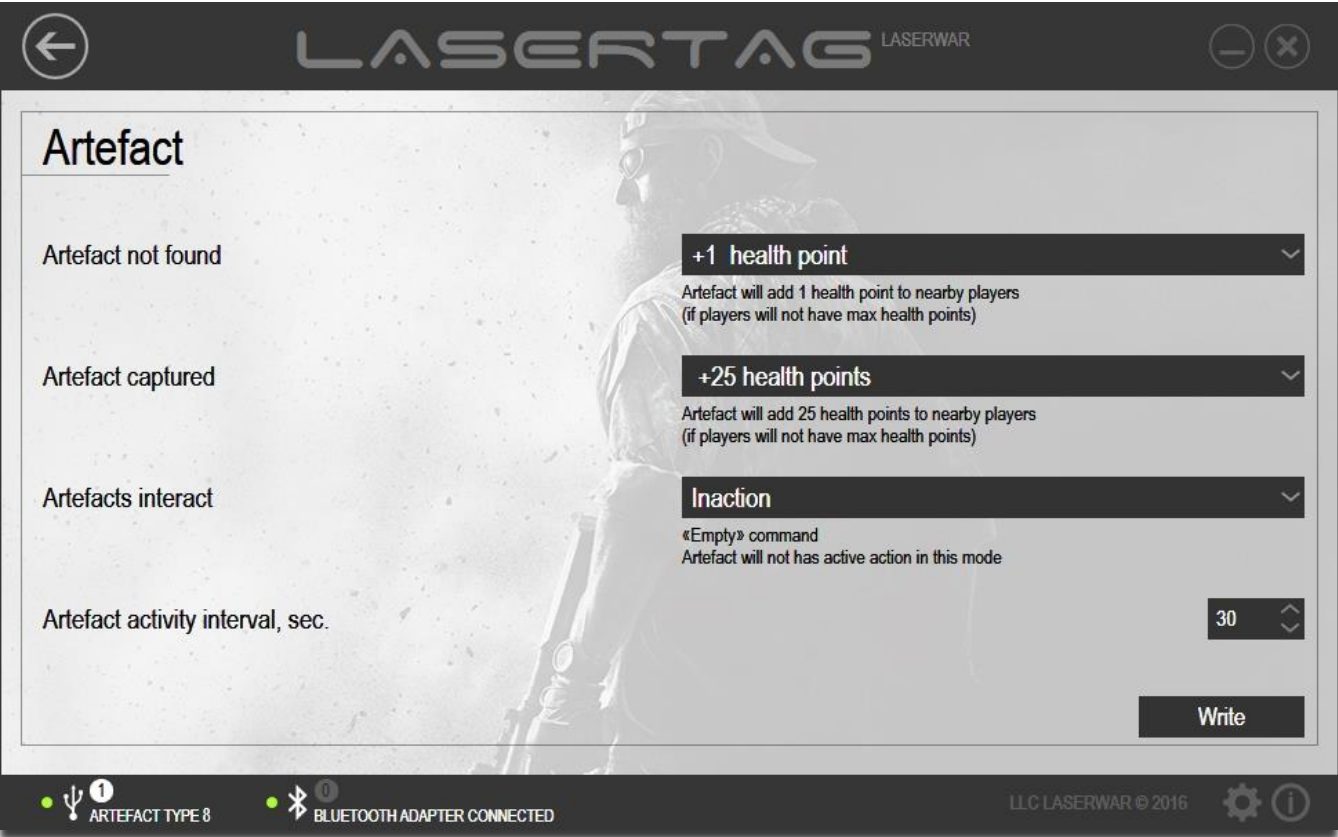 LASERTAG LASERWAR
Artefact
Artefact not found
+1 health point
Artefact will add 1 health point to nearby players
(if players will not have max health points)
Artefact captured
+25 health points
Artefact will add 25 health points to nearby players
(if players will not have max health points)
Artefacts interact
Inaction
«Empty» command
Artefact will not has active action in this mode
Artefact activity interval, sec.
30
Write
1
ARTEFACT TYPE 8
0
BLUETOOTH ADAPTER CONNECTED
LLC LASERWAR © 2016